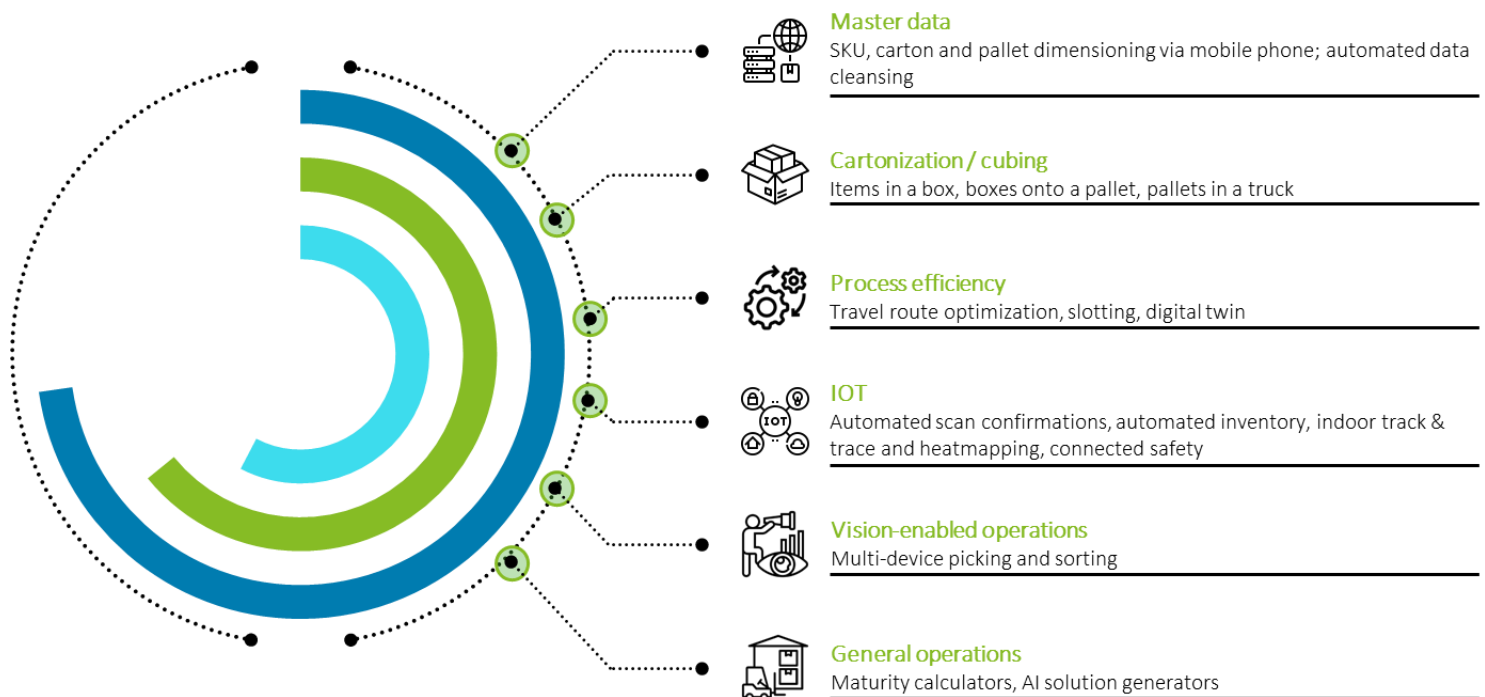 Master data
SKU, carton and pallet dimensioning via mobile phone; automated data
cleansing
Cartonization / cubing
Items in a box, boxes onto a pallet, pallets in a truck
Process efficiency
Travel route optimization, slotting, digital twin
IOT
IOT
Automated scan confirmations, automated inventory, indoor track &
trace and heatmapping, connected safety
Vision-enabled operations
Multi-device picking and sorting
General operations
Maturity calculators, AI solution generators